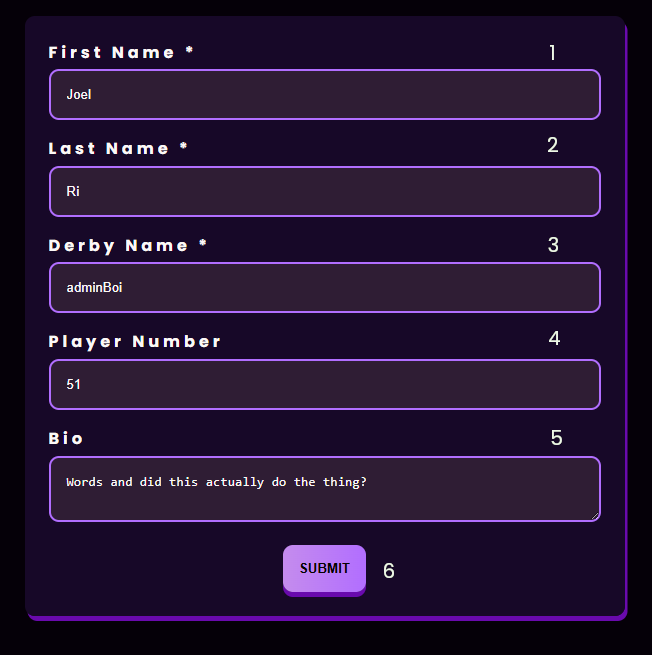 First Name * 1
Joel
Last Name * 2
Ri
Derby Name * 3
adminBoi
Player Number 4
51
Bio 5
Words and did this actually do the thing?
SUBMIT 6